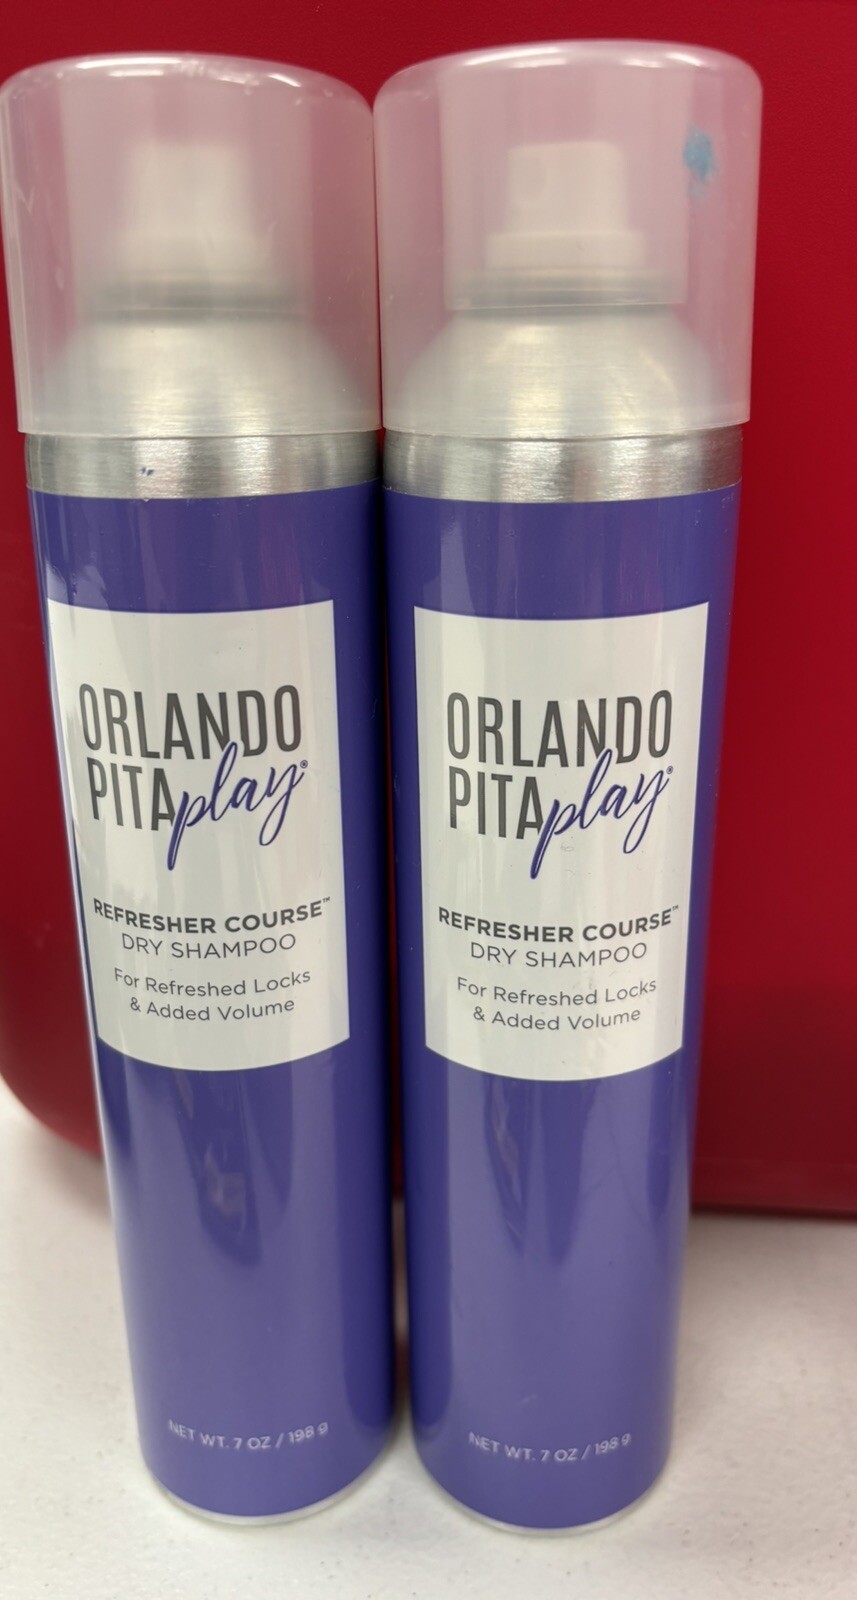 ORLANDO
PITAplay®
REFRESHER COURSE™
DRY SHAMPOO
For Refreshed Locks
& Added Volume
NET WT. 7 OZ / 198 g
ORLANDO
PITAplay®
REFRESHER COURSE™
DRY SHAMPOO
For Refreshed Locks
& Added Volume
NET WT. 7 OZ / 198 g